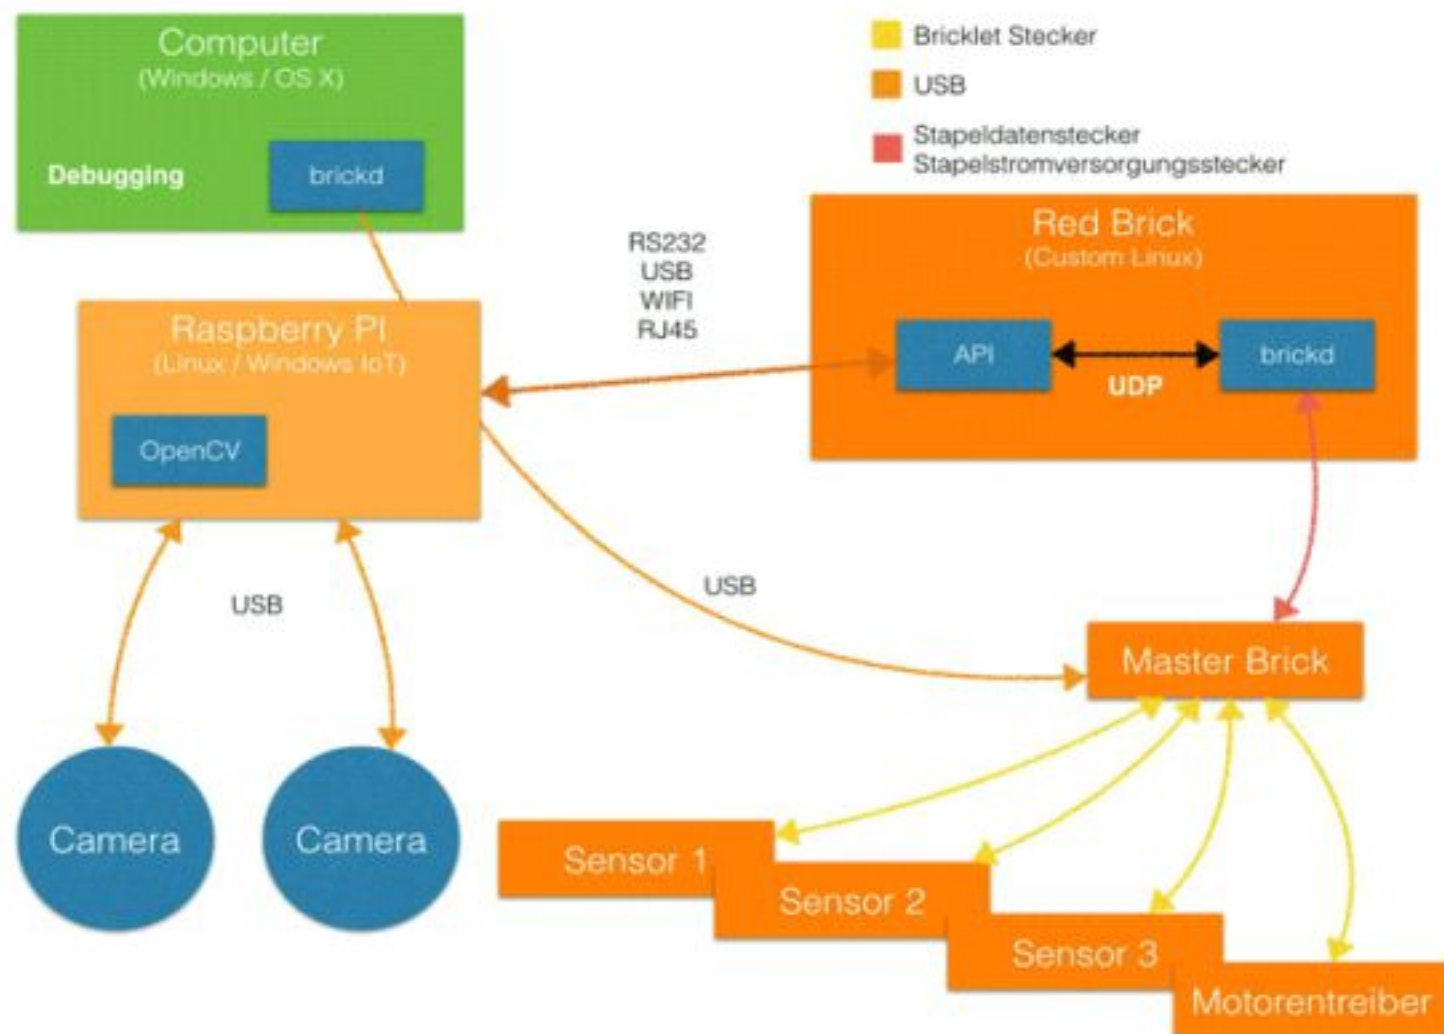 Computer
(Windows / OS X)
Debugging
brickd
Bricklet Stecker
USB
Stapeldatenstecker
Stapelstromversorgungsstecker
RS232
USB
WIFI
RJ45
Red Brick
(Custom Linux)
API
UDP
brickd
Raspberry PI
(Linux / Windows IoT)
OpenCV
USB
USB
Master Brick
Camera
Camera
Sensor 1
Sensor 2
Sensor 3
Motorentreiber